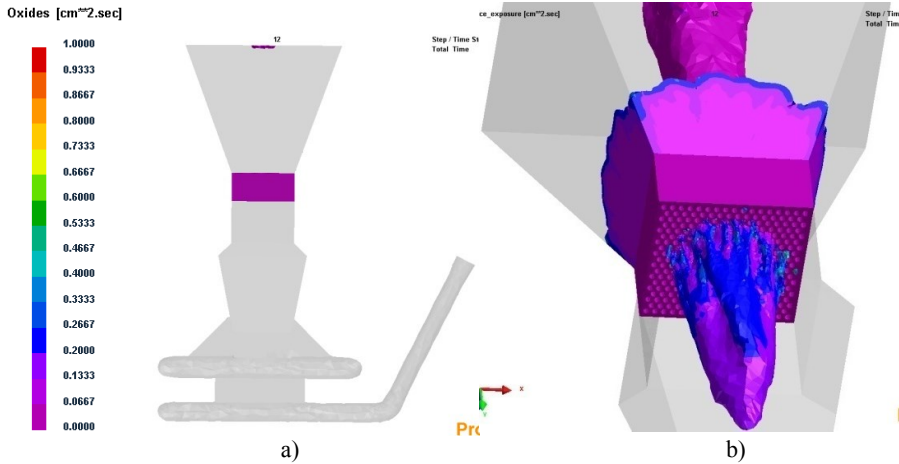 Oxides [cm**2.sec]
1.0000
0.9333
0.8667
0.8000
0.7333
0.6667
0.6000
0.5333
0.4667
0.4000
0.3333
0.2667
0.2000
0.1333
0.0667
0.0000
12
Step / Time St
Total Time
Pro
a)
ce_exposure [cm^2.sec]
12
Step / Tim
Total Time
x
y
b)